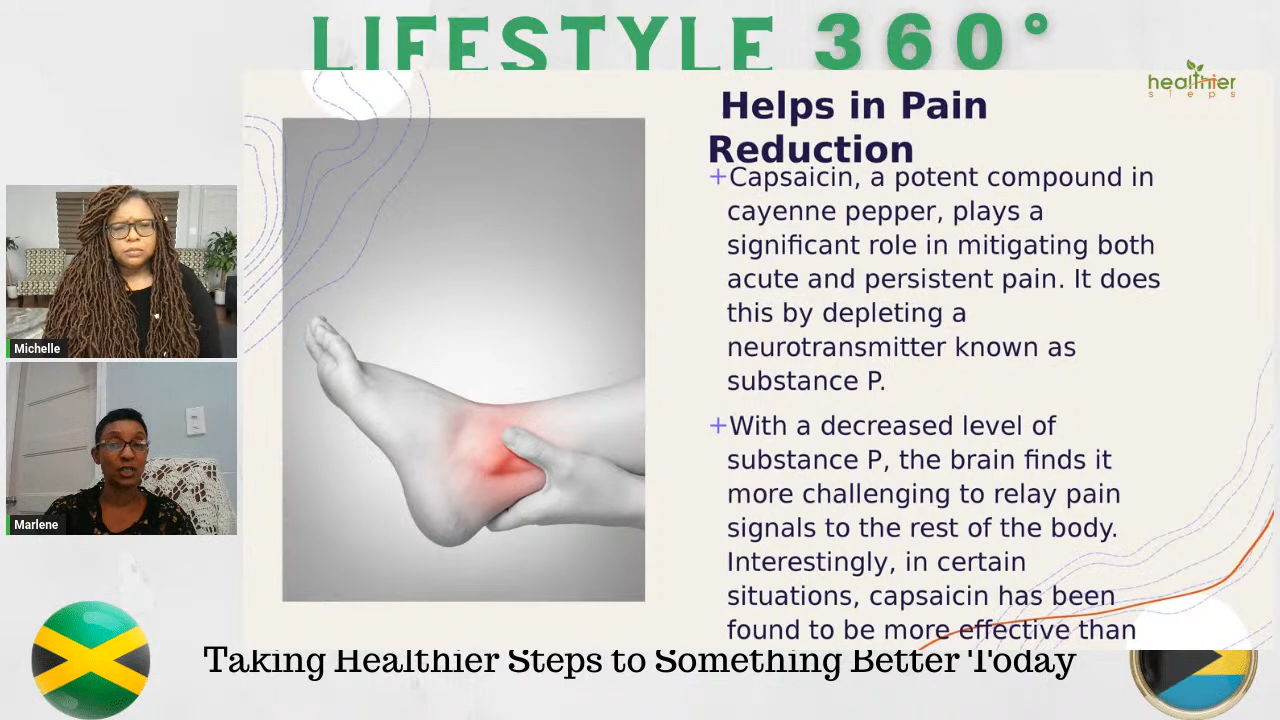 LIFESTYLE 360°
healthier
steps
Helps in Pain
Reduction
+Capsaicin, a potent compound in
cayenne pepper, plays a
significant role in mitigating both
acute and persistent pain. It does
this by depleting a
neurotransmitter known as
substance P.
+With a decreased level of
substance P, the brain finds it
more challenging to relay pain
signals to the rest of the body.
Interestingly, in certain
situations, capsaicin has been
found to be more effective than
Michelle
Marlene
Taking Healthier Steps to Something Better Today